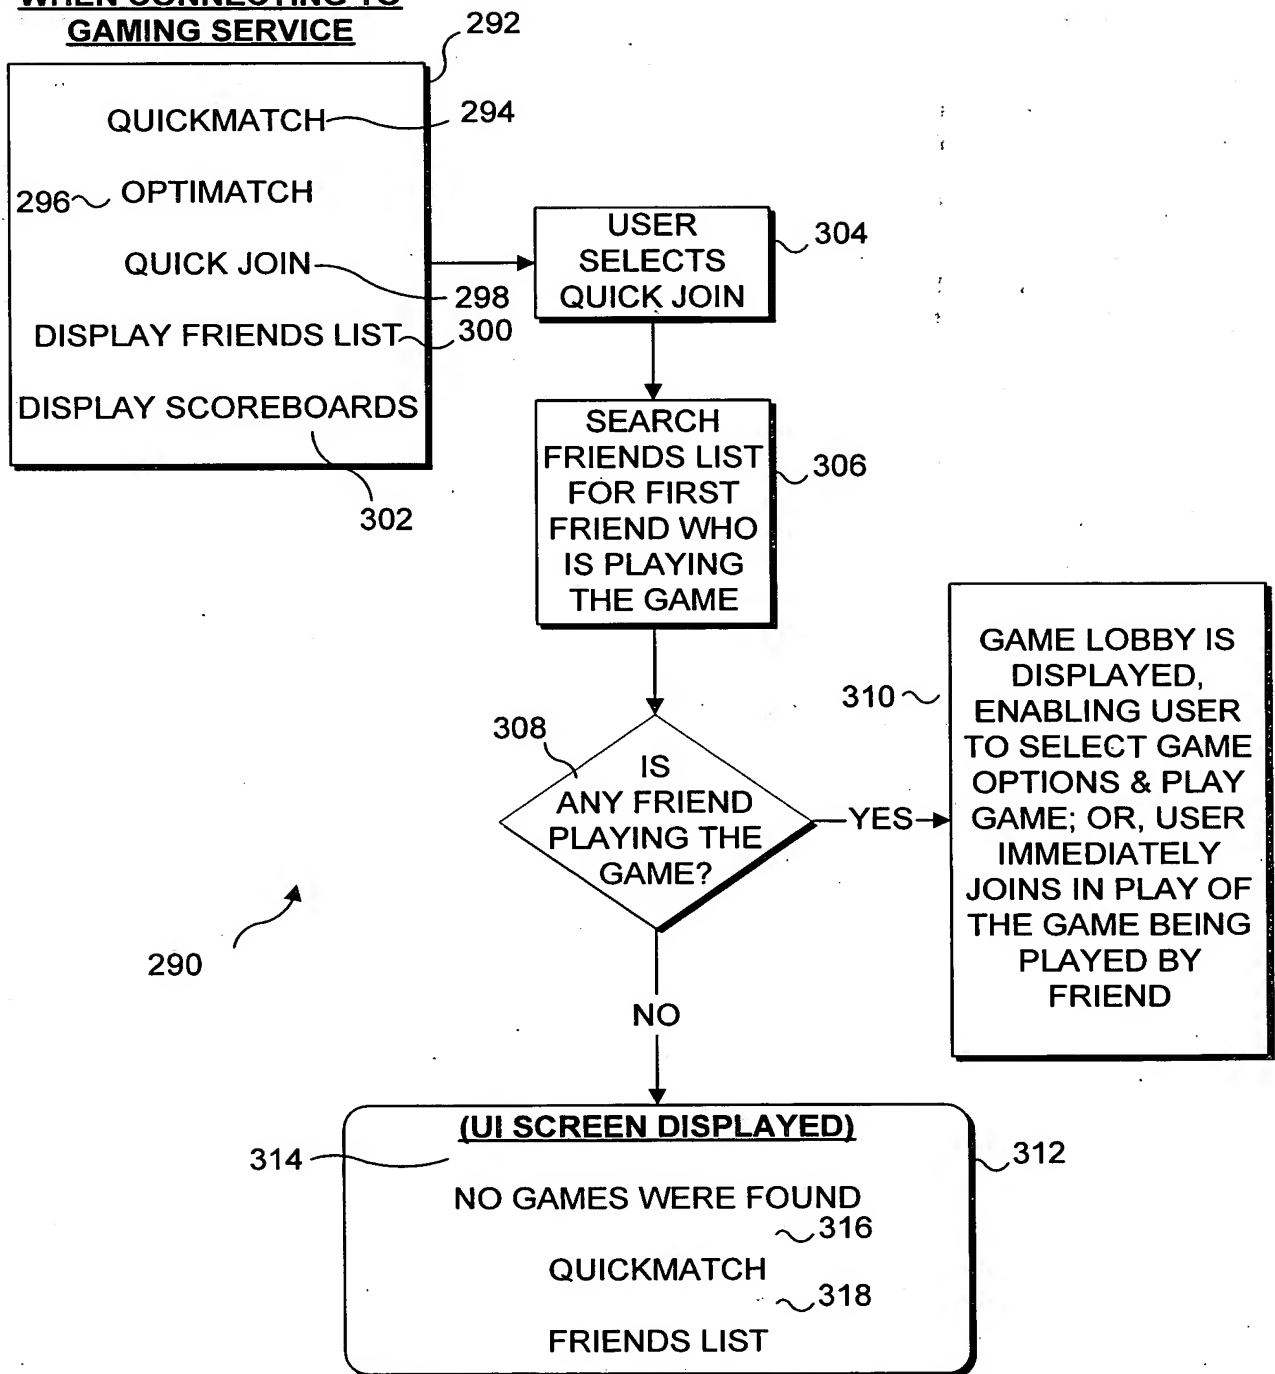 WHEN CONNECTING TO
GAMING SERVICE
292
QUICKMATCH
294
296
OPTIMATCH
QUICK JOIN
298
DISPLAY FRIENDS LIST
300
DISPLAY SCOREBOARDS
302
USER
SELECTS
QUICK JOIN
304
SEARCH
FRIENDS LIST
FOR FIRST
FRIEND WHO
IS PLAYING
THE GAME
306
308
IS
ANY FRIEND
PLAYING THE
GAME?
YES
310
GAME LOBBY IS
DISPLAYED,
ENABLING USER
TO SELECT GAME
OPTIONS & PLAY
GAME; OR, USER
IMMEDIATELY
JOINS IN PLAY OF
THE GAME BEING
PLAYED BY
FRIEND
290
NO
(UI SCREEN DISPLAYED)
314
312
NO GAMES WERE FOUND
316
QUICKMATCH
318
FRIENDS LIST